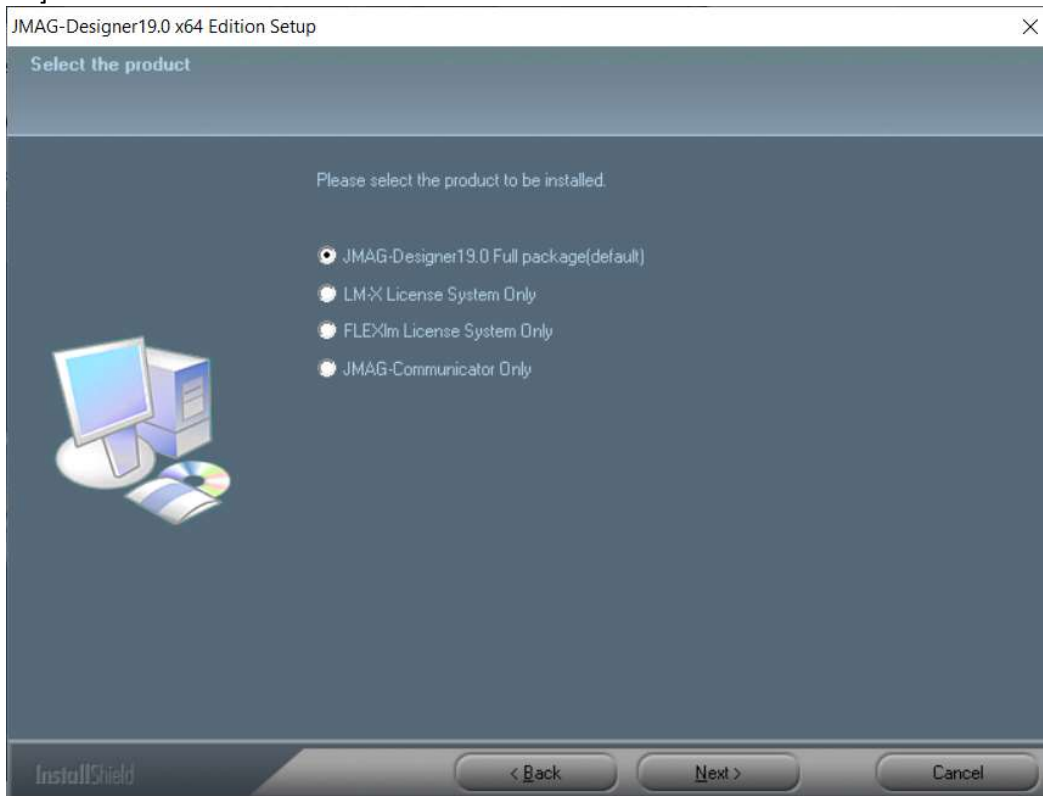 JMAG-Designer19.0 x64 Edition Setup
Select the product
Please select the product to be installed.
JMAG-Designer19.0 Full package(default)
LM-X License System Only
FLEXlm License System Only
JMAG-Communicator Only
InstallShield
< Back
Next >
Cancel